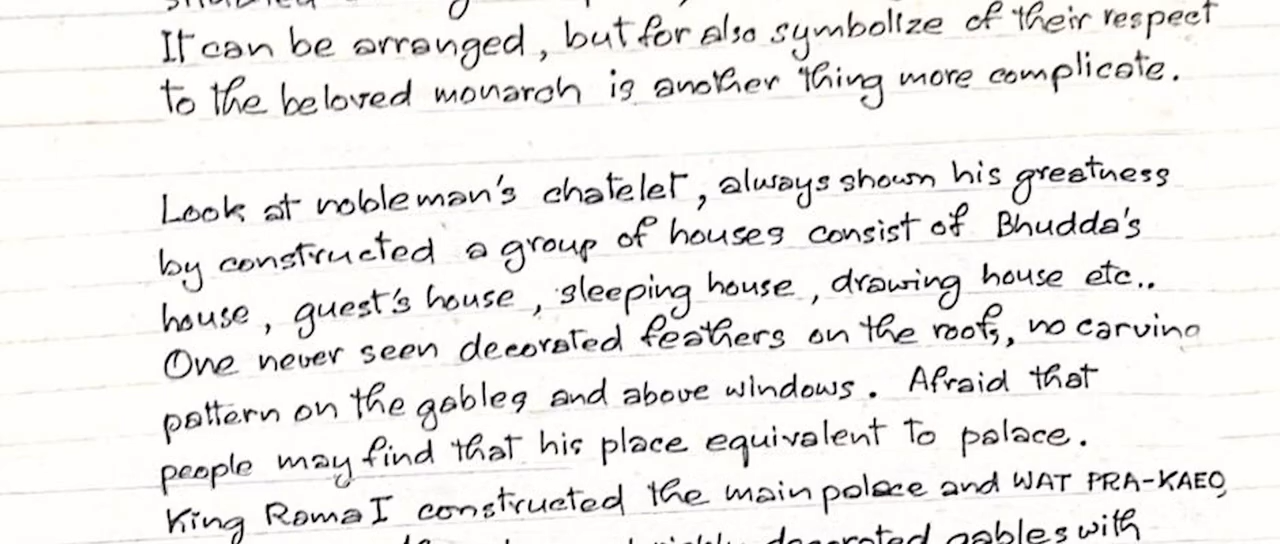 It can be arranged, but for also symbolize of their respect
to the beloved monarch is another thing more complicate.
Look at nobleman's chatelet, always shown his greatness
by constructed a group of houses consist of Bhudda's
house, guest's house, sleeping house, drawing house etc..
One never seen decorated feathers on the roofs, no carving
pattern on the gables and above windows. Afraid that
people may find that his place equivalent to palace.
King Rama I constructed the main palace and WAT PRA-KAEO,
decorated gables with